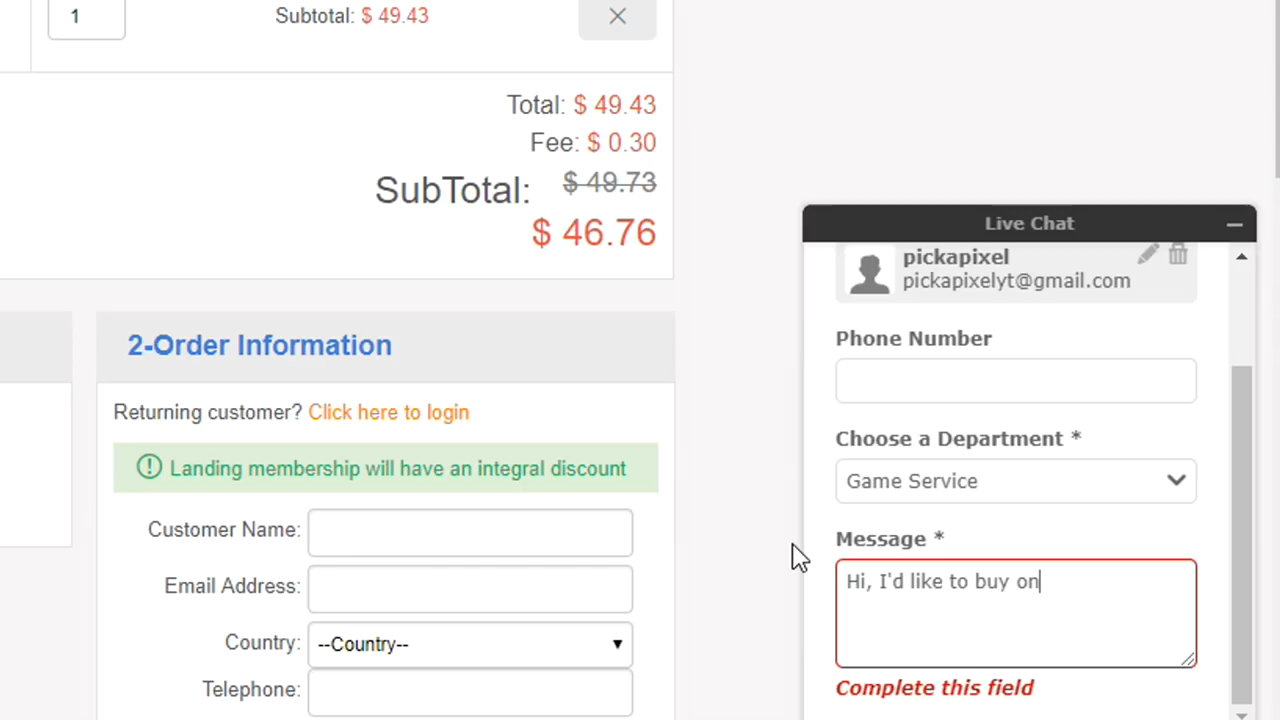 1
Subtotal: $ 49.43
Total: $ 49.43
Fee: $ 0.30
SubTotal: $ 49.73
$ 46.76
2-Order Information
Returning customer? Click here to login
Landing membership will have an integral discount
Customer Name:
Email Address:
Country: --Country--
Telephone:
Live Chat
pickapixel
pickapixelyt@gmail.com
Phone Number
Choose a Department *
Game Service
Message *
Hi, I'd like to buy on
Complete this field